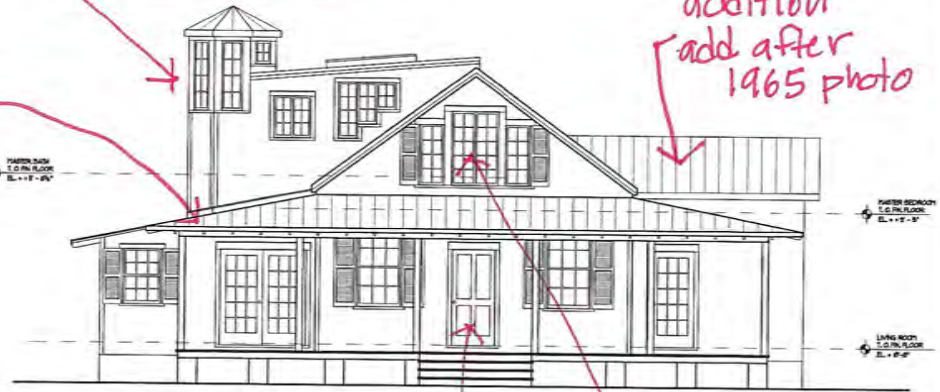 addition
add after
1965 photo
MASTER BATH
T.O. FIN. FLOOR
MASTER BEDROOM
T.O. FIN. FLOOR
LIVING ROOM
T.O. FIN. FLOOR